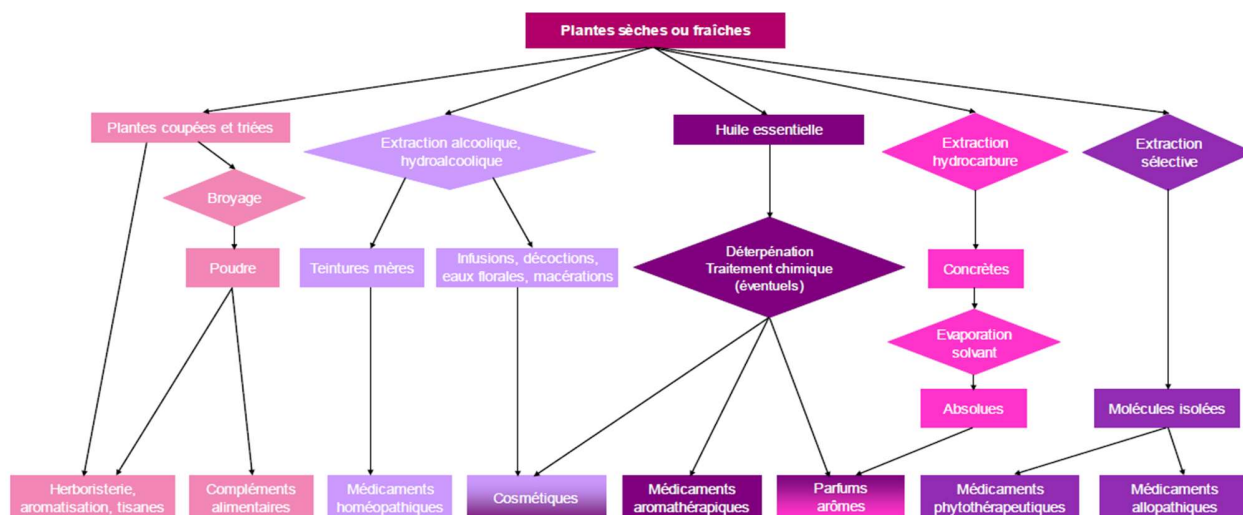 Plantes sèches ou fraîches
Plantes coupées et triées
Extraction alcoolique,
hydroalcoolique
Huile essentielle
Extraction
hydrocarbure
Extraction
sélective
Broyage
Poudre
Teintures mères
Infusions, décoctions,
eaux florales, macérations
Déterpénation
Traitement chimique
(éventuels)
Concrètes
Evaporation
solvant
Absolues
Molécules isolées
Herboristerie,
aromatisation, tisanes
Compléments
alimentaires
Médicaments
homéopathiques
Cosmétiques
Médicaments
aromathérapiques
Parfums
arômes
Médicaments
phytothérapeutiques
Médicaments
allopathiques